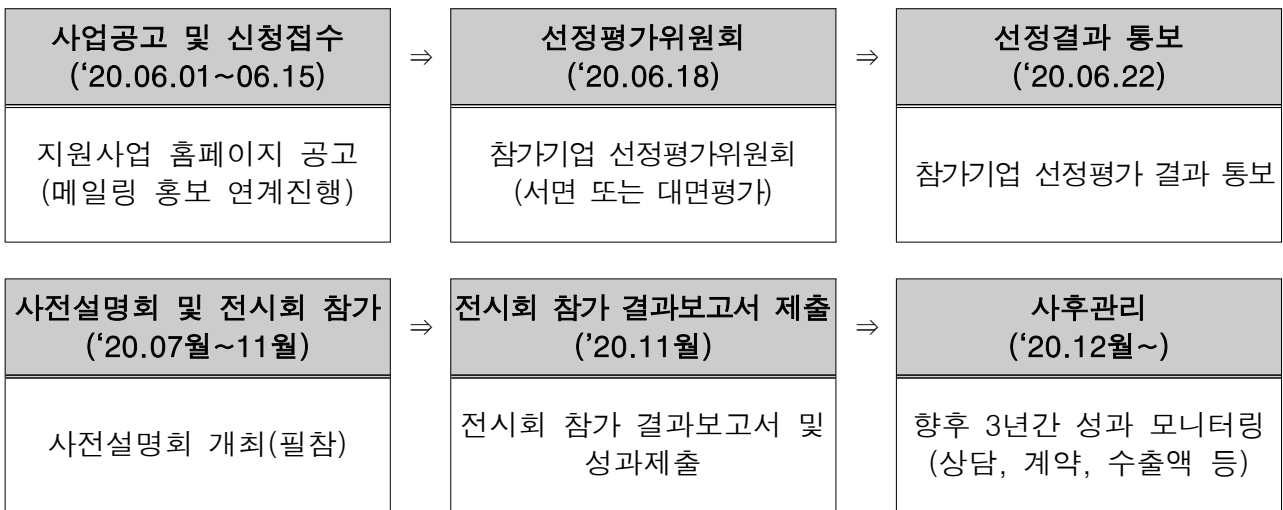 사업공고 및 신청접수
(‘20.06.01~06.15)
지원사업 홈페이지 공고
(메일링 홍보 연계진행)
⇒
선정평가위원회
(‘20.06.18)
참가기업 선정평가위원회
(서면 또는 대면평가)
⇒
선정결과 통보
(‘20.06.22)
참가기업 선정평가 결과 통보
사전설명회 및 전시회 참가
(‘20.07월~11월)
사전설명회 개최(필참)
⇒
전시회 참가 결과보고서 제출
(’20.11월)
전시회 참가 결과보고서 및
성과제출
⇒
사후관리
(‘20.12월~)
향후 3년간 성과 모니터링
(상담, 계약, 수출액 등)